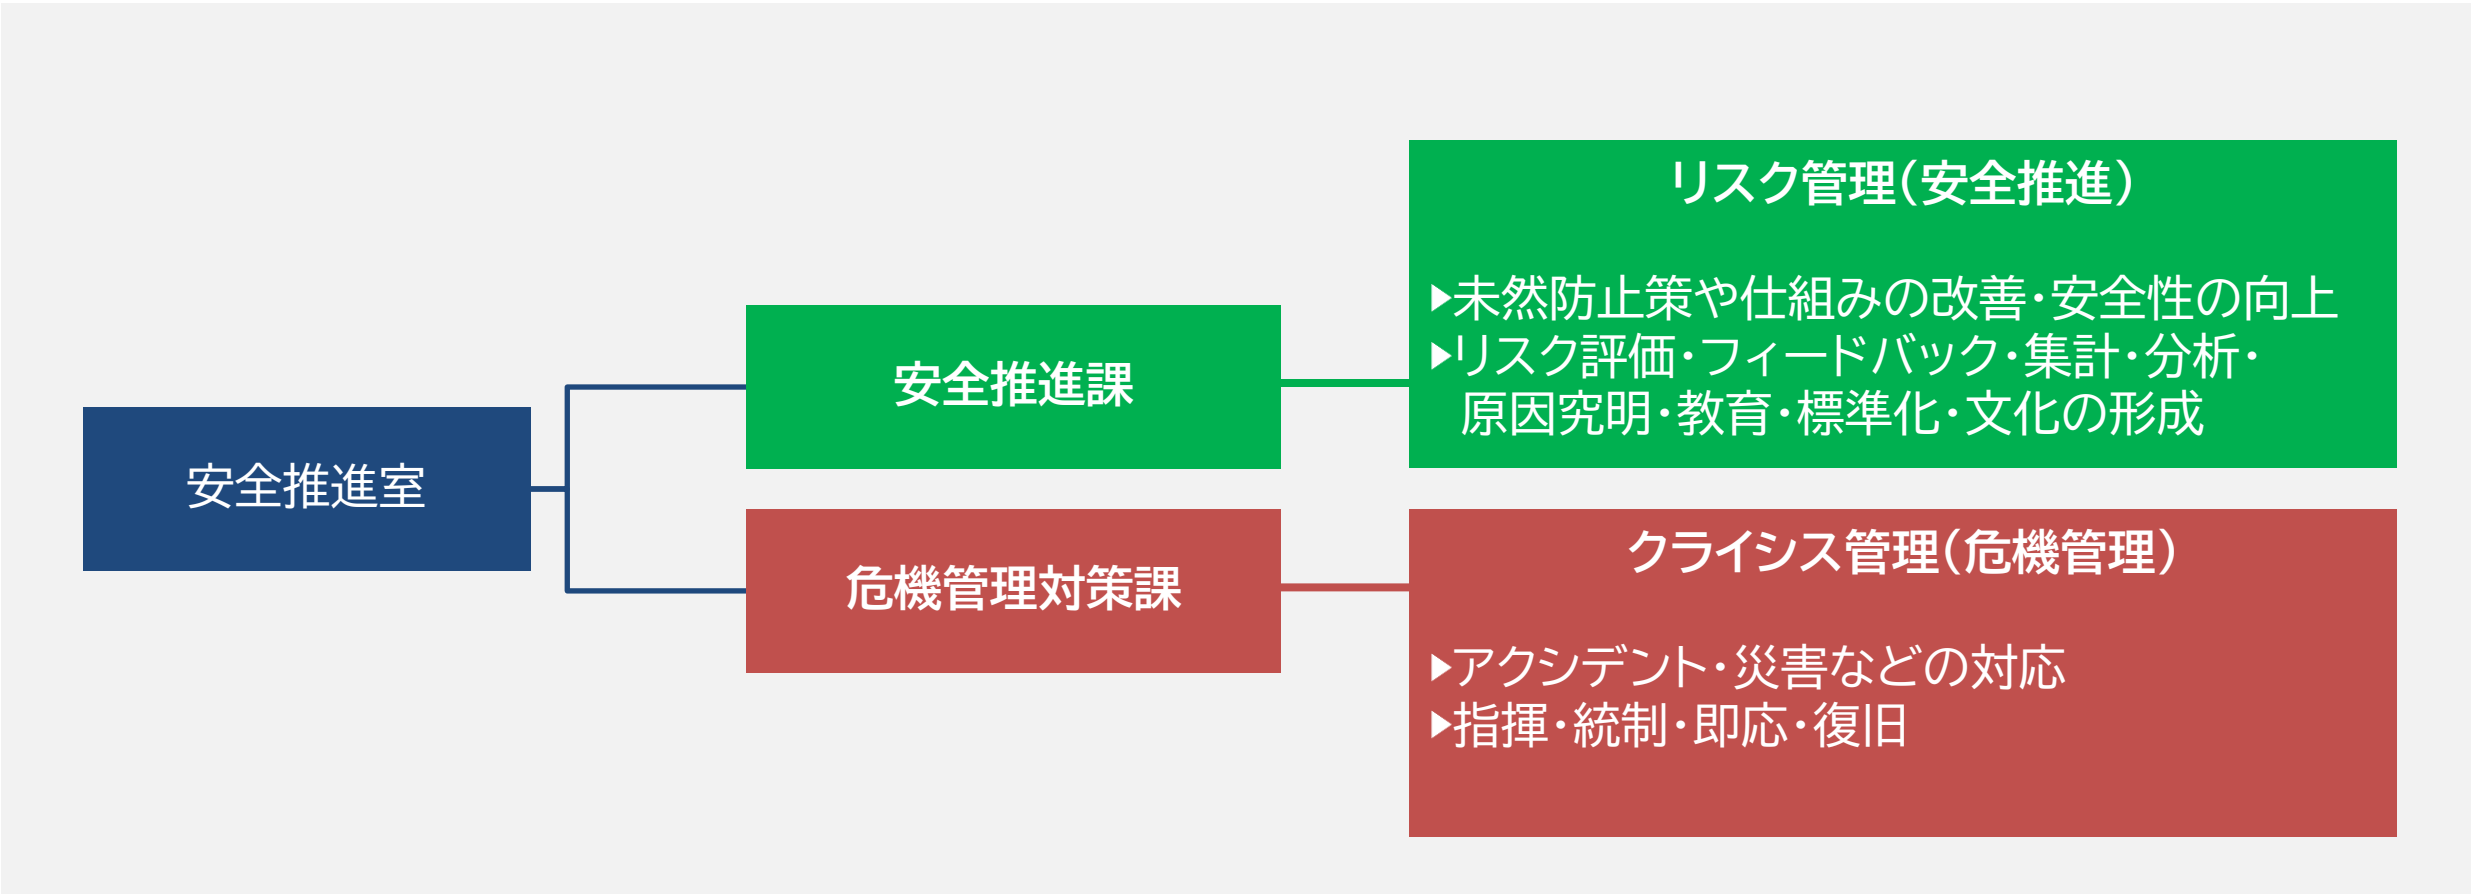 安全推進室
安全推進課
リスク管理（安全推進）
▶未然防止策や仕組みの改善・安全性の向上
▶リスク評価・フィードバック・集計・分析・
原因究明・教育・標準化・文化の形成
危機管理対策課
クライシス管理（危機管理）
▶アクシデント・災害などの対応
▶指揮・統制・即応・復旧